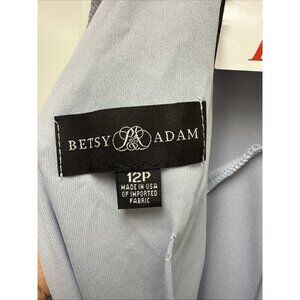 BETSY ADAM
12P
MADE IN USA
OF IMPORTED
FABRIC